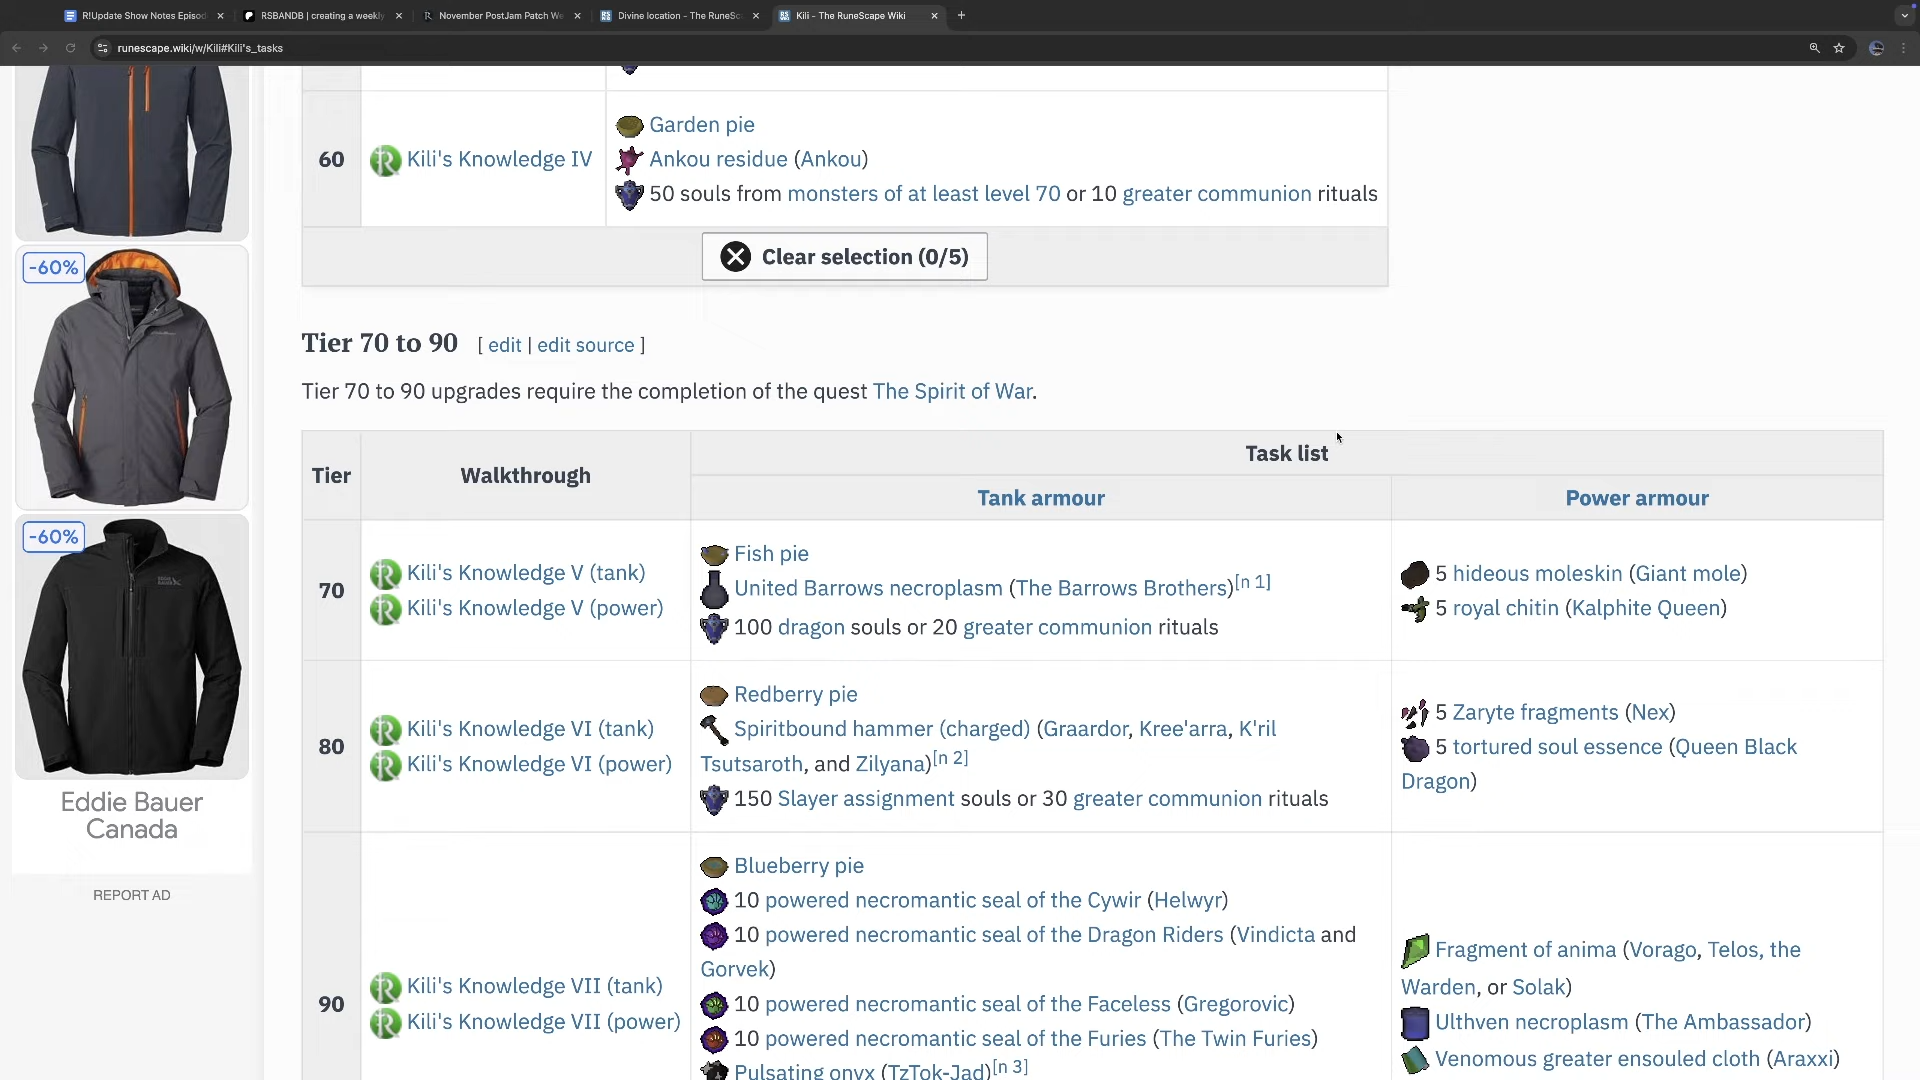 R!Update Show Notes Episod
RSBANDB | creating a weekly
November PostJam Patch We
Divine location - The RuneSc
Kili - The RuneScape Wiki
runescape.wiki/w/Kili#Kili's_tasks
60
Kili's Knowledge IV
Garden pie
Ankou residue (Ankou)
50 souls from monsters of at least level 70 or 10 greater communion rituals
Clear selection (0/5)
Tier 70 to 90 [ edit | edit source ]
Tier 70 to 90 upgrades require the completion of the quest The Spirit of War.
Tier
Walkthrough
Task list
Tank armour
Power armour
70
Kili's Knowledge V (tank)
Kili's Knowledge V (power)
Fish pie
United Barrows necroplasm (The Barrows Brothers)[n 1]
100 dragon souls or 20 greater communion rituals
5 hideous moleskin (Giant mole)
5 royal chitin (Kalphite Queen)
80
Kili's Knowledge VI (tank)
Kili's Knowledge VI (power)
Redberry pie
Spiritbound hammer (charged) (Graardor, Kree'arra, K'ril
Tsutsaroth, and Zilyana)[n 2]
150 Slayer assignment souls or 30 greater communion rituals
5 Zaryte fragments (Nex)
5 tortured soul essence (Queen Black
Dragon)
90
Kili's Knowledge VII (tank)
Kili's Knowledge VII (power)
Blueberry pie
10 powered necromantic seal of the Cywir (Helwyr)
10 powered necromantic seal of the Dragon Riders (Vindicta and
Gorvek)
10 powered necromantic seal of the Faceless (Gregorovic)
10 powered necromantic seal of the Furies (The Twin Furies)
Pulsating onyx (TzTok-Jad)[n 3]
Fragment of anima (Vorago, Telos, the
Warden, or Solak)
Ulthven necroplasm (The Ambassador)
Venomous greater ensouled cloth (Araxxi)
-60%
-60%
Eddie Bauer
Canada
REPORT AD